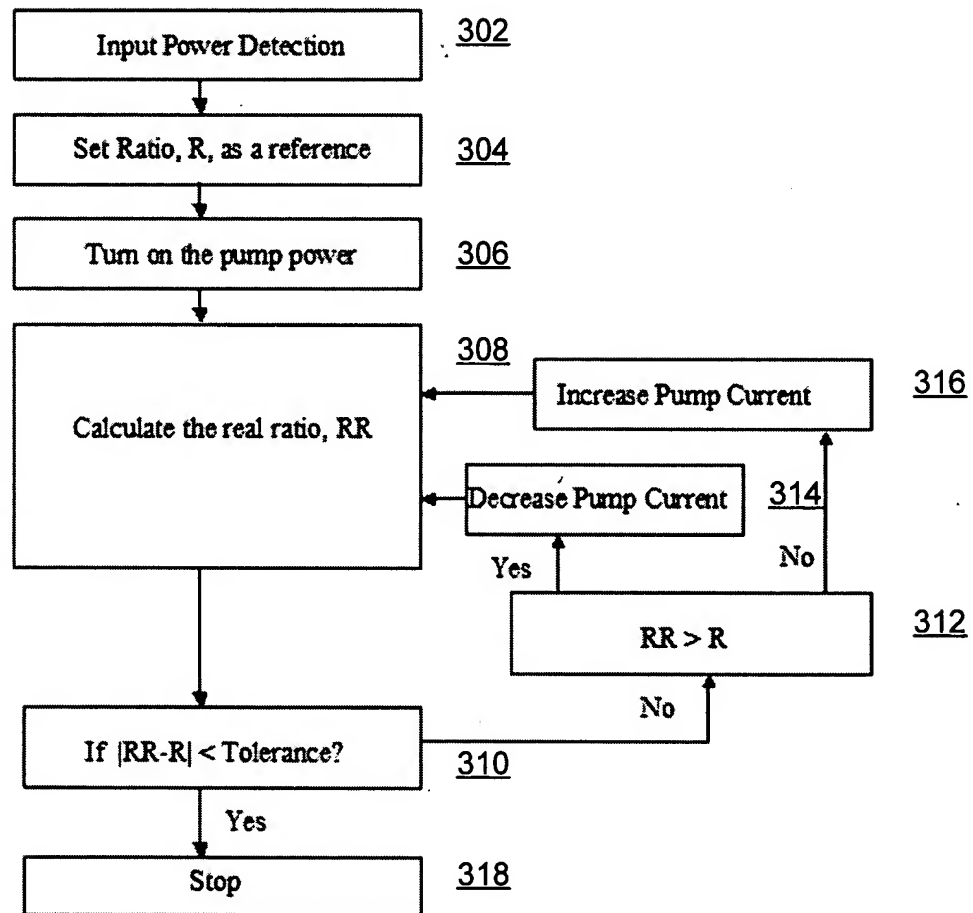 Input Power Detection
302
Set Ratio, R, as a reference
304
Turn on the pump power
306
308
Increase Pump Current
316
Calculate the real ratio, RR
Decrease Pump Current
314
Yes
No
RR > R
312
No
If |RR-R| < Tolerance?
310
Yes
Stop
318